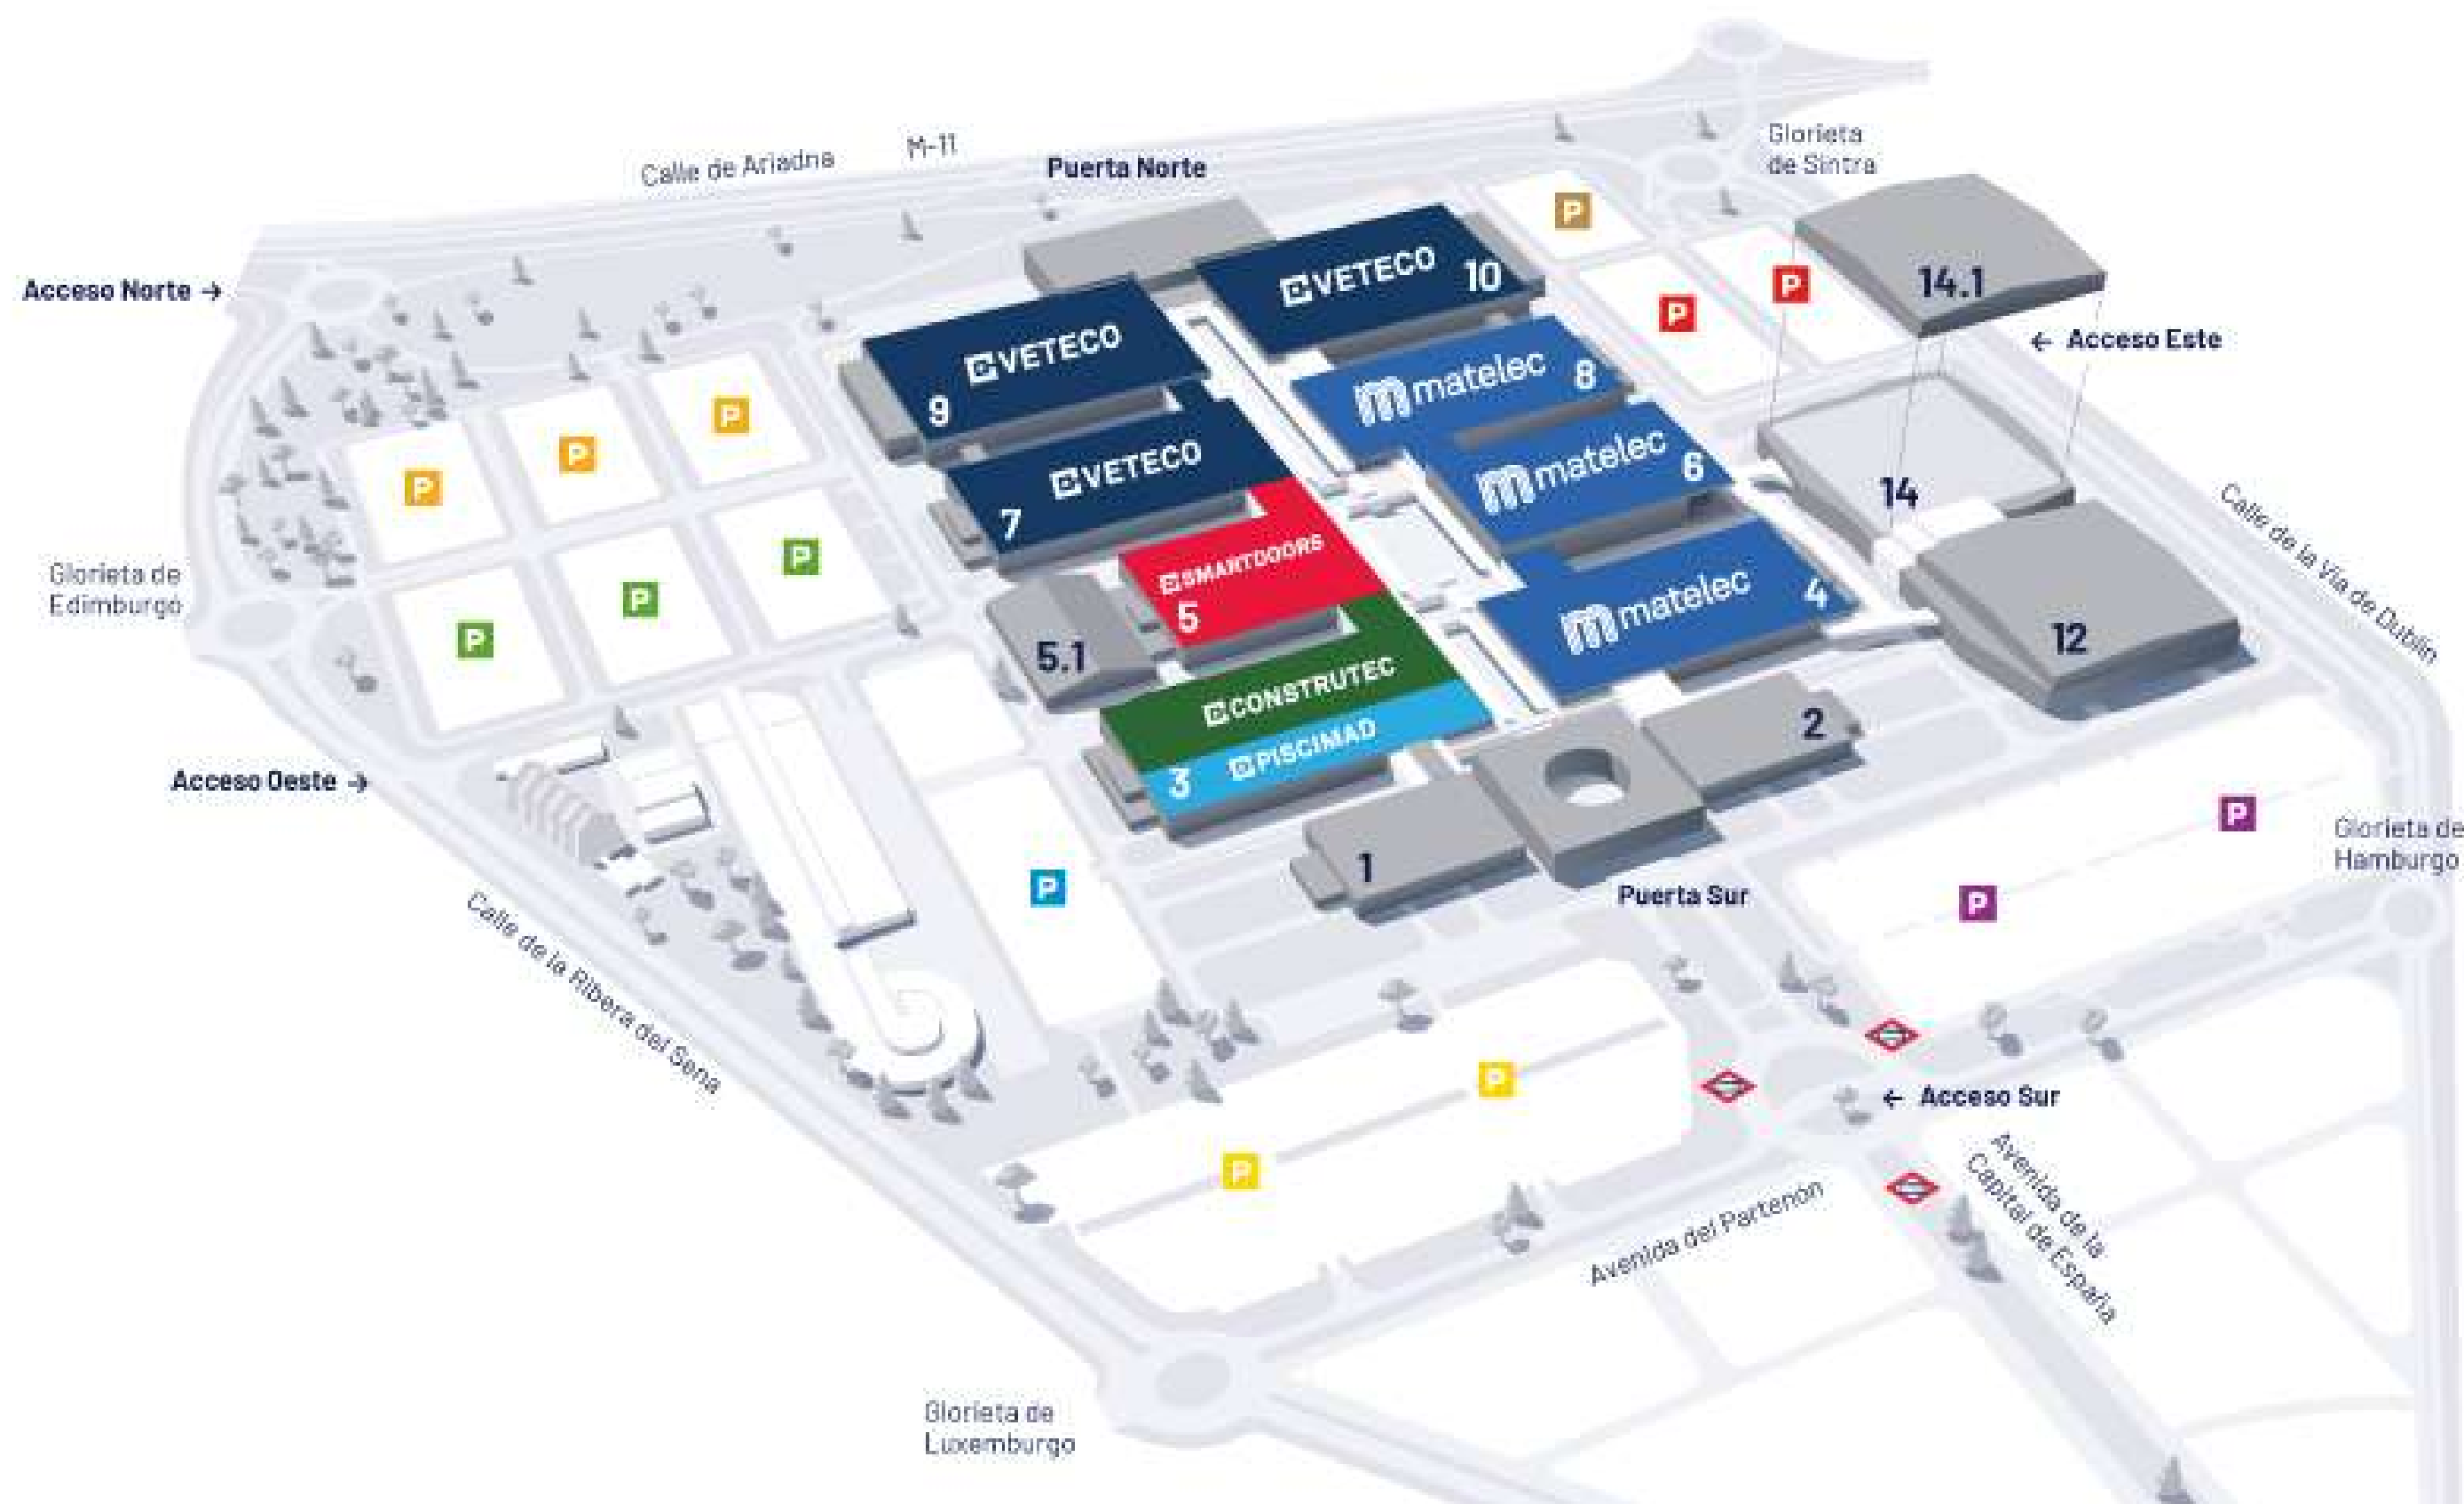 Calle de Ariadna
M-11
Puerta Norte
Glorieta
de Sintra
P
Acceso Norte →
VETECO
10
P
P
14.1
← Acceso Este
VETECO
9
matelec
8
P
P
P
VETECO
7
matelec
6
14
Calle de la Vía de Dublín
Glorieta de
Edimburgo
P
P
P
SMARTDOORS
5
matelec
4
5.1
12
CONSTRUTEC
PISCIMAD
3
2
Acceso Oeste →
1
P
Puerta Sur
P
P
Glorieta de
Hamburgo
Calle de la Ribera del Sena
P
P
← Acceso Sur
Avenida del Partenón
Avenida de la
Capital de España
Glorieta de
Luxemburgo